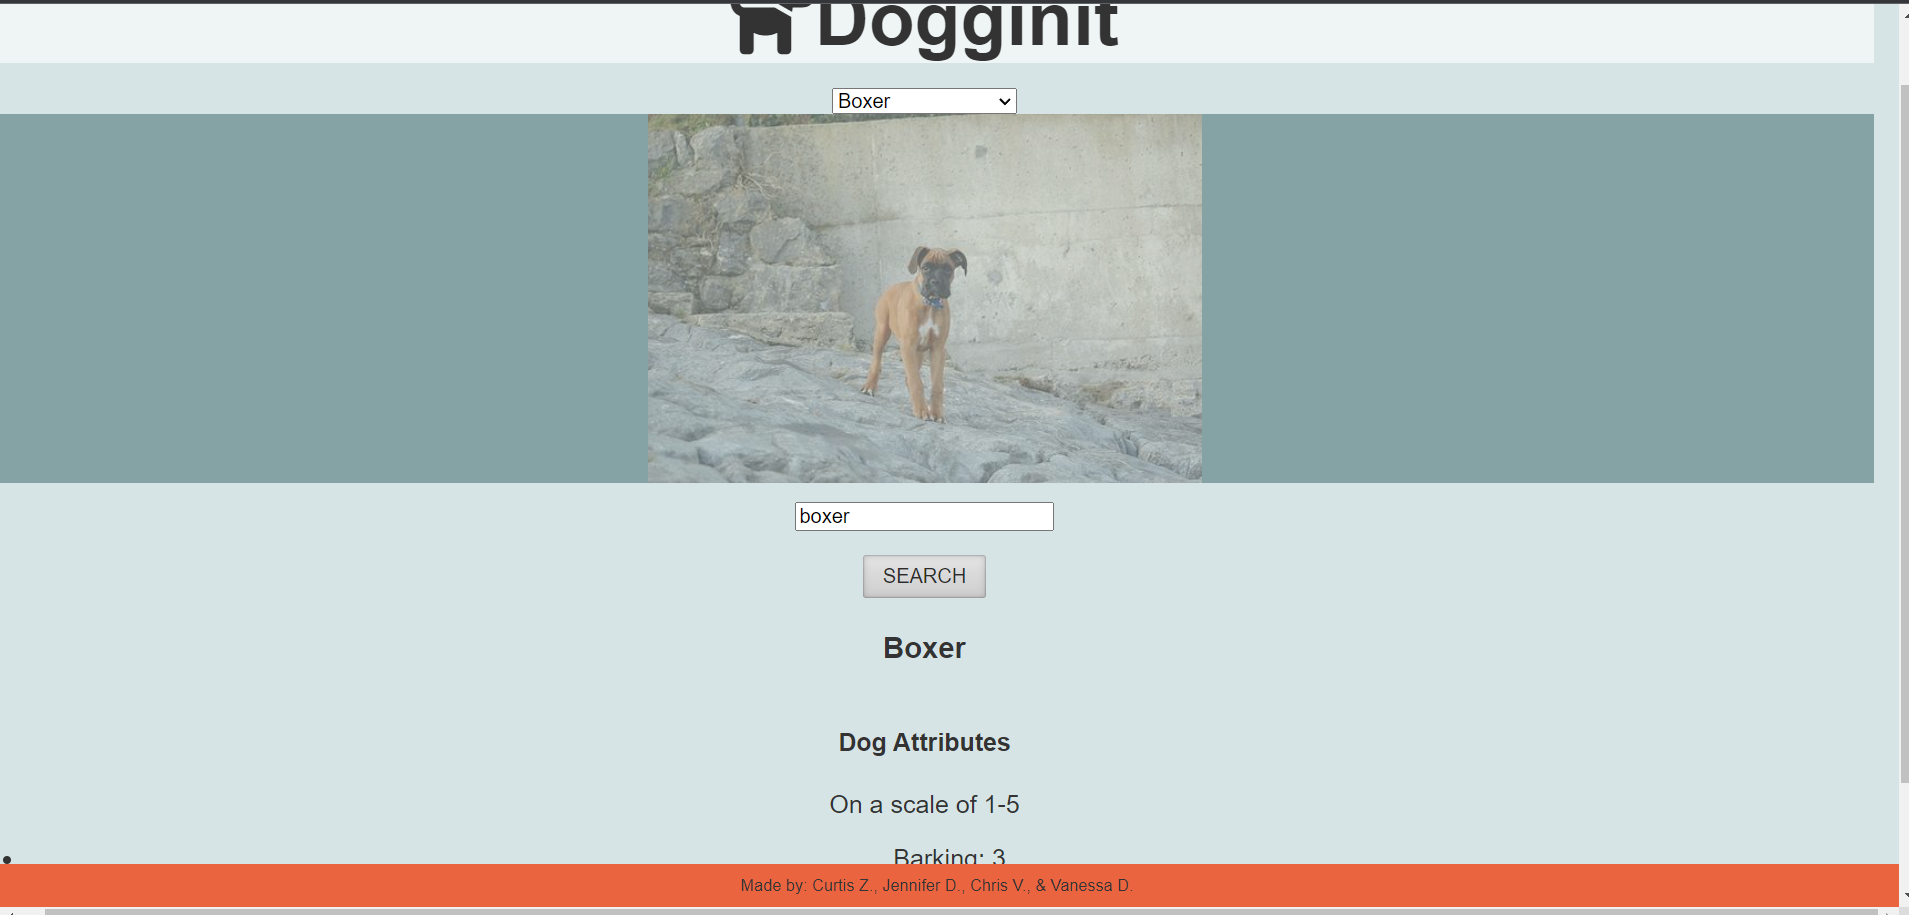 Dogginit
Boxer
boxer
SEARCH
Boxer
Dog Attributes
On a scale of 1-5
Barking: 3
Made by: Curtis Z., Jennifer D., Chris V., & Vanessa D.